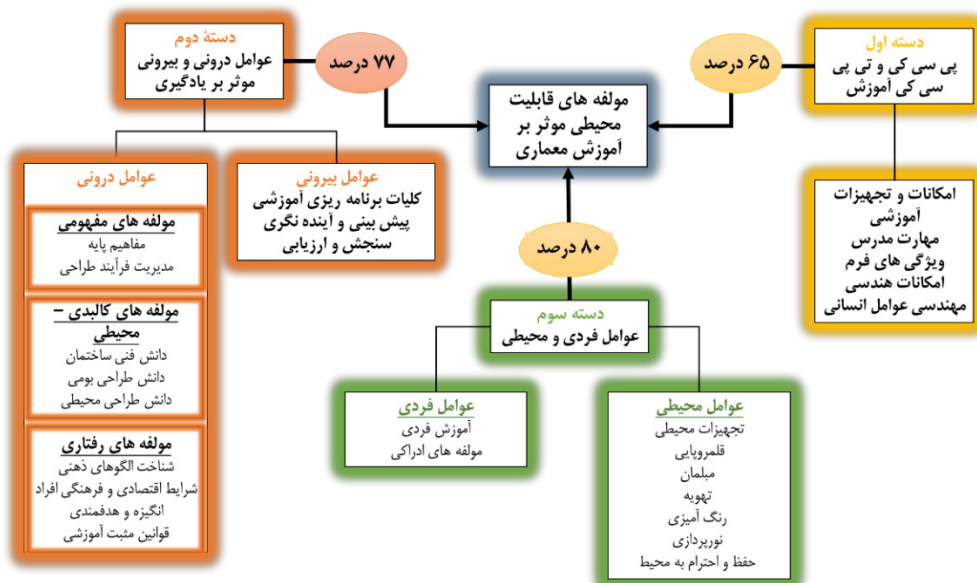 دسته اول
پی سی کی و تی پی
سی کی آموزش
۶۵ درصد
امکانات و تجهیزات
آموزشی
مهارت مدرس
ویژگی های فرم
امکانات هندسی
مهندسی عوامل انسانی
مولفه های قابلیت
محیطی موثر بر
آموزش معماری
۷۷ درصد
دستهٔ دوم
عوامل درونی و بیرونی
موثر بر یادگیری
عوامل بیرونی
کلیات برنامه ریزی آموزشی
پیش بینی و آینده نگری
سنجش و ارزیابی
عوامل درونی
مولفه های مفهومی
مفاهیم پایه
مدیریت فرآیند طراحی
مولفه های کالبدی –
محیطی
دانش فنی ساختمان
دانش طراحی بومی
دانش طراحی محیطی
مولفه های رفتاری
شناخت الگوهای ذهنی
شرایط اقتصادی و فرهنگی افراد
انگیزه و هدفمندی
قوانین مثبت آموزشی
۸۰ درصد
دسته سوم
عوامل فردی و محیطی
عوامل محیطی
تجهیزات محیطی
قلمروپایی
مبلمان
تهویه
رنگ آمیزی
نورپردازی
حفظ و احترام به محیط
عوامل فردی
آموزش فردی
مولفه های ادراکی